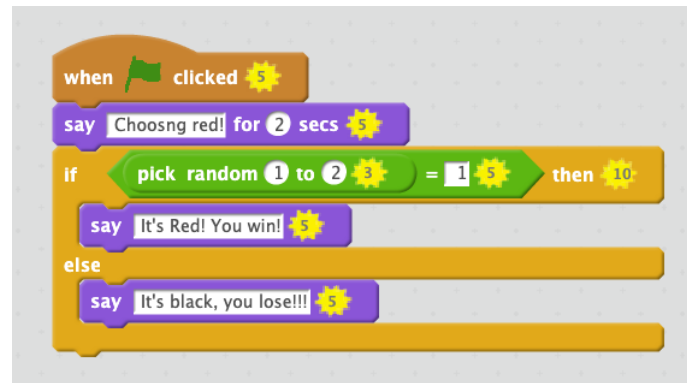 when clicked 5
say Choosng red! for 2 secs 5
if pick random 1 to 2 3 = 1 5 then 10
say It's Red! You win! 5
else
say It's black, you lose!!! 5